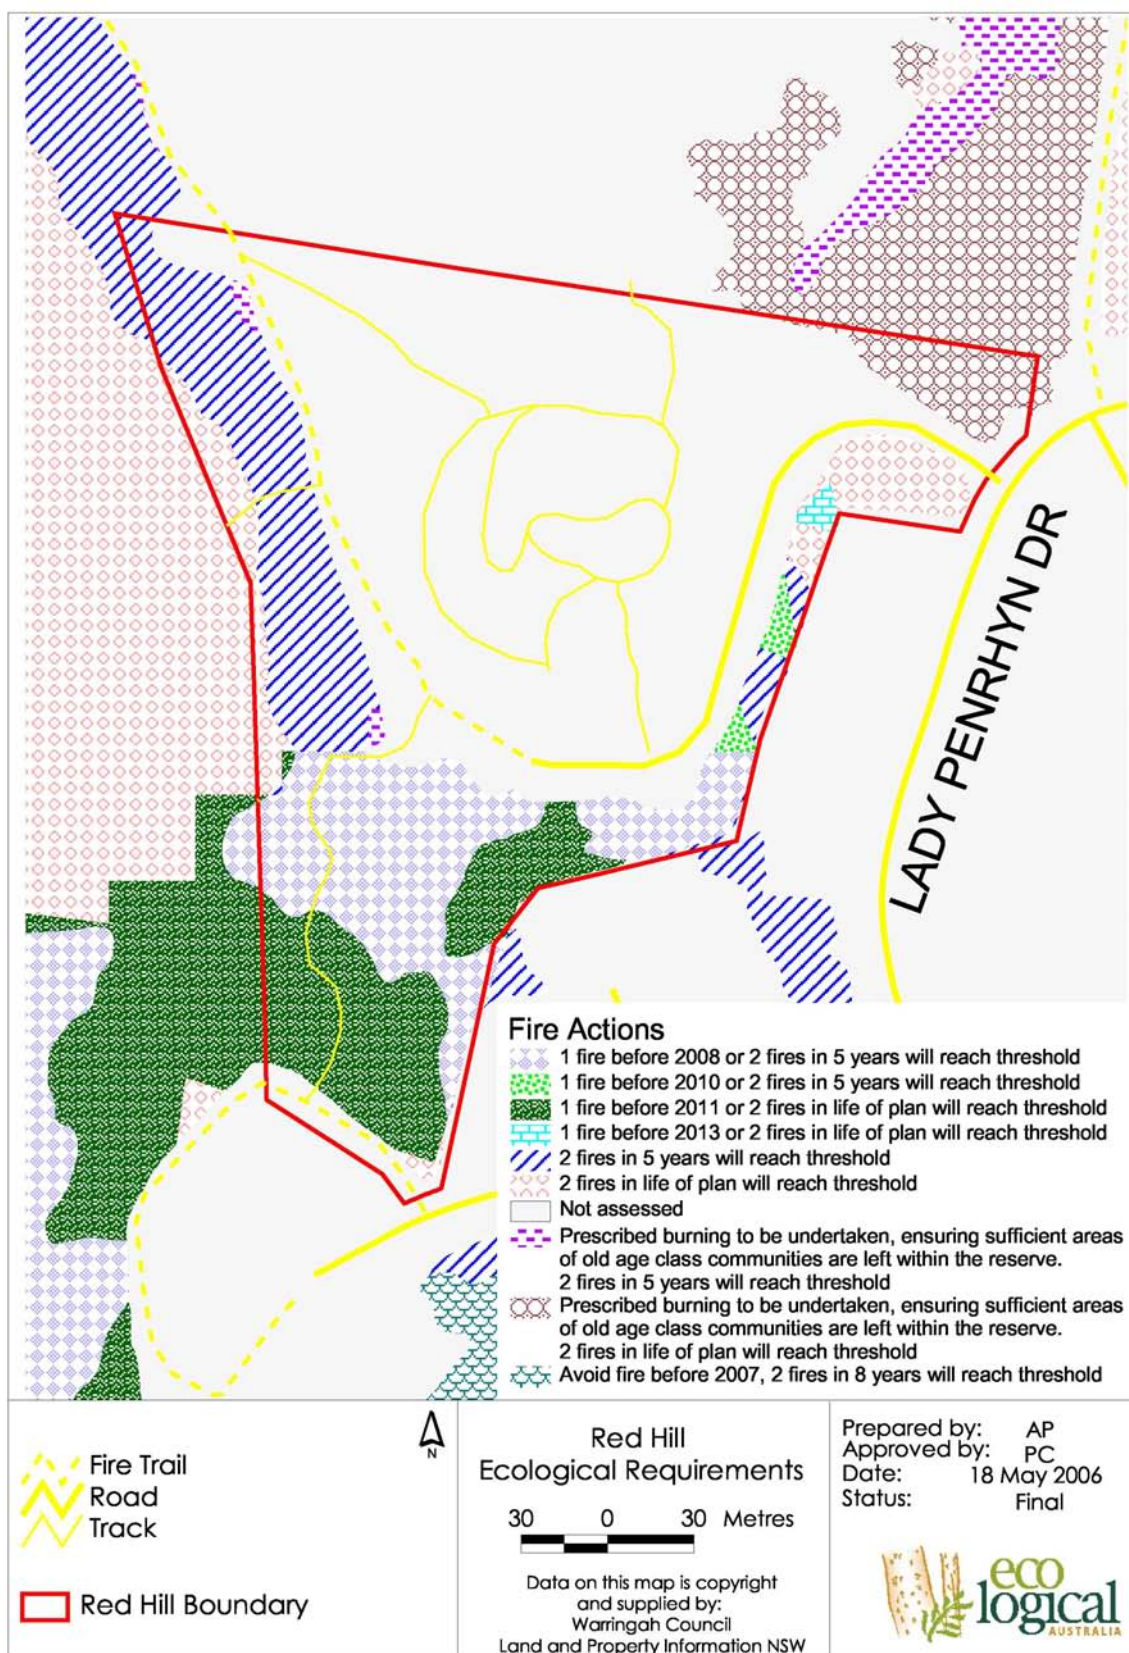 LADY PENRHYN DR
Fire Actions
1 fire before 2008 or 2 fires in 5 years will reach threshold
1 fire before 2010 or 2 fires in 5 years will reach threshold
1 fire before 2011 or 2 fires in life of plan will reach threshold
1 fire before 2013 or 2 fires in life of plan will reach threshold
2 fires in 5 years will reach threshold
2 fires in life of plan will reach threshold
Not assessed
Prescribed burning to be undertaken, ensuring sufficient areas
of old age class communities are left within the reserve.
2 fires in 5 years will reach threshold
Prescribed burning to be undertaken, ensuring sufficient areas
of old age class communities are left within the reserve.
2 fires in life of plan will reach threshold
Avoid fire before 2007, 2 fires in 8 years will reach threshold
Fire Trail
Road
Track
Red Hill Boundary
N
Red Hill
Ecological Requirements
30 0 30 Metres
Data on this map is copyright
and supplied by:
Warringah Council
Land and Property Information NSW
Prepared by: AP
Approved by: PC
Date: 18 May 2006
Status: Final
eco
logical
AUSTRALIA